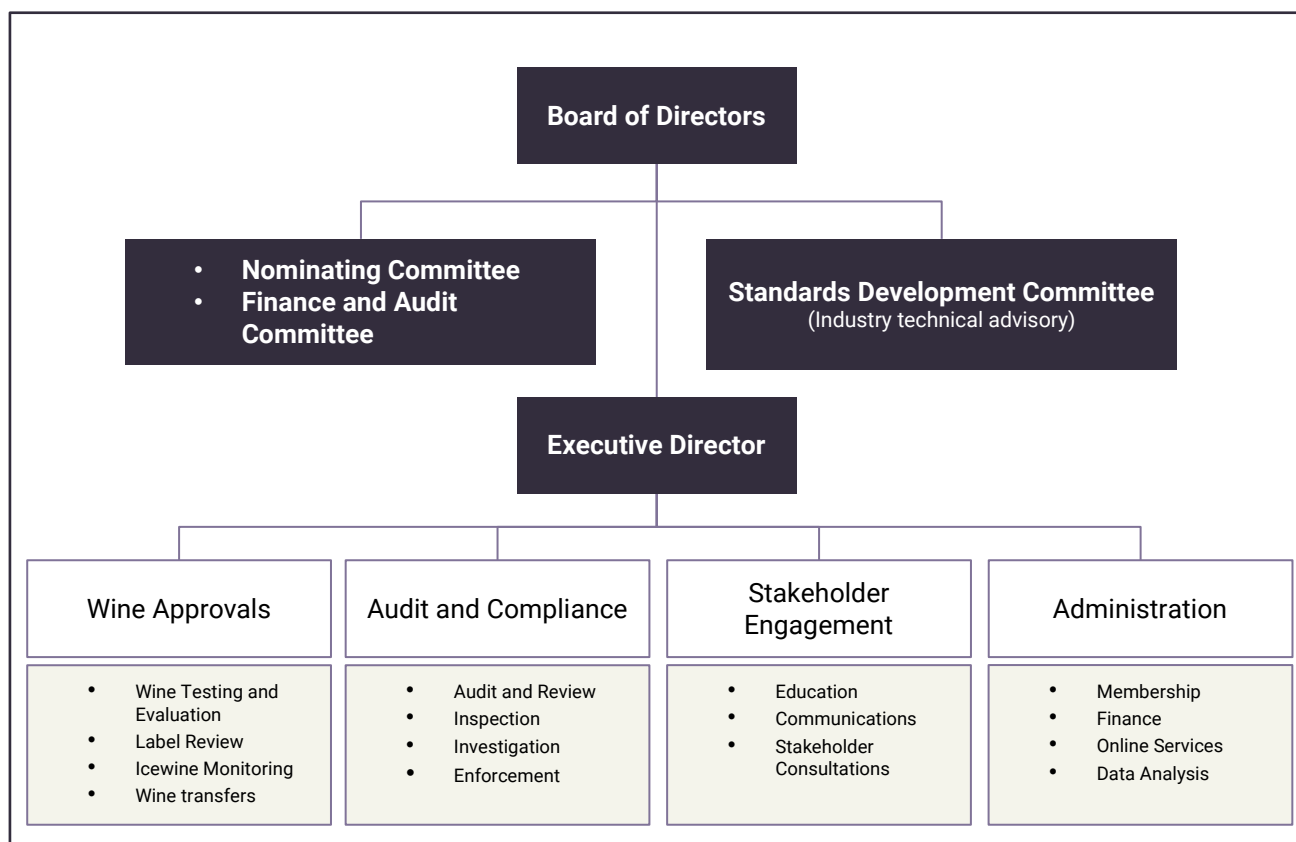 Board of Directors
• Nominating Committee
• Finance and Audit
Committee
Standards Development Committee
(Industry technical advisory)
Executive Director
Wine Approvals
• Wine Testing and
Evaluation
• Label Review
• Icewine Monitoring
• Wine transfers
Audit and Compliance
• Audit and Review
• Inspection
• Investigation
• Enforcement
Stakeholder
Engagement
• Education
• Communications
• Stakeholder
Consultations
Administration
• Membership
• Finance
• Online Services
• Data Analysis